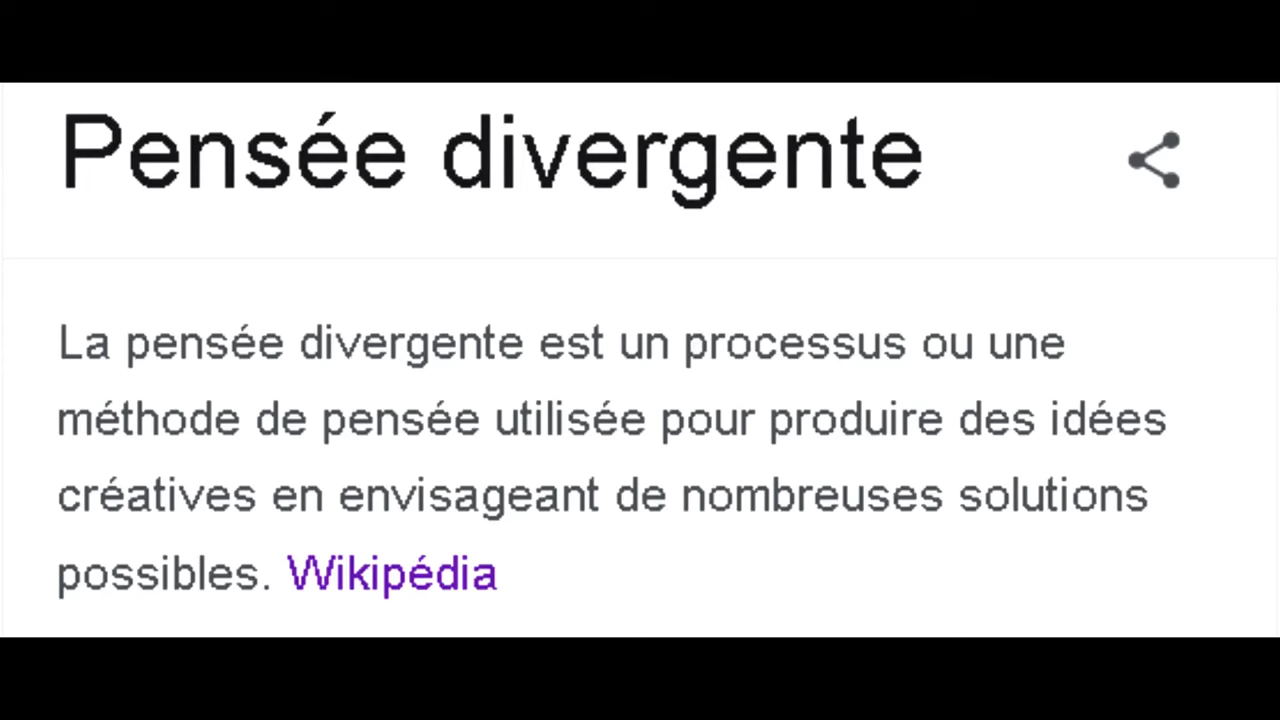 Pensée divergente
La pensée divergente est un processus ou une
méthode de pensée utilisée pour produire des idées
créatives en envisageant de nombreuses solutions
possibles. Wikipédia